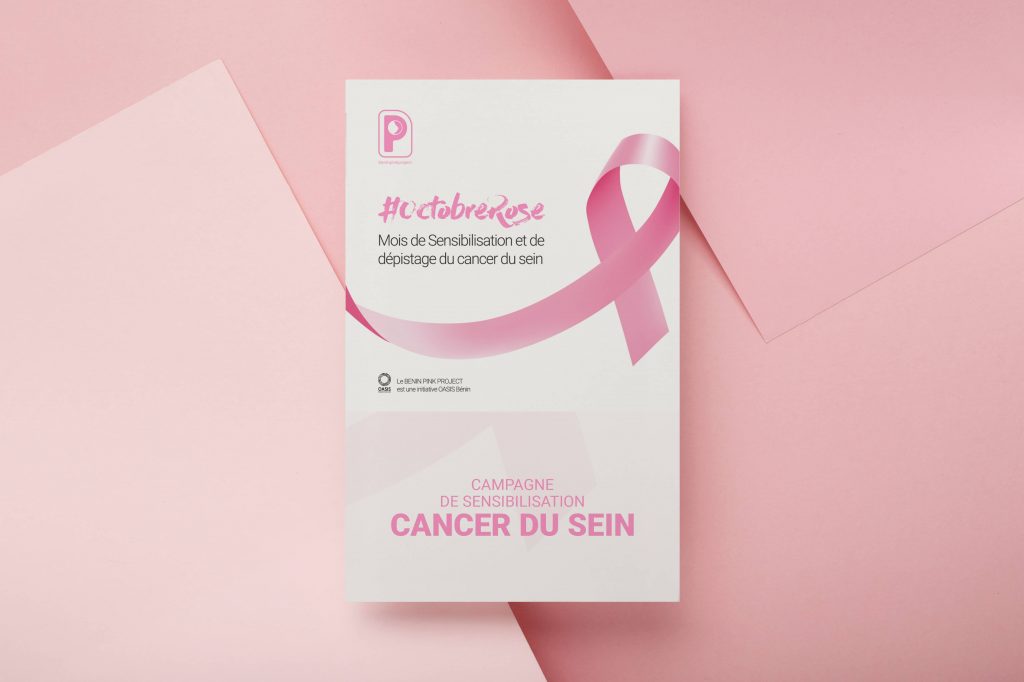 P
#OctobreRose
Mois de Sensibilisation et de
dépistage du cancer du sein
OASIS
Le BENIN PINK PROJECT
est une initiative OASIS Bénin
CAMPAGNE
DE SENSIBILISATION
CANCER DU SEIN